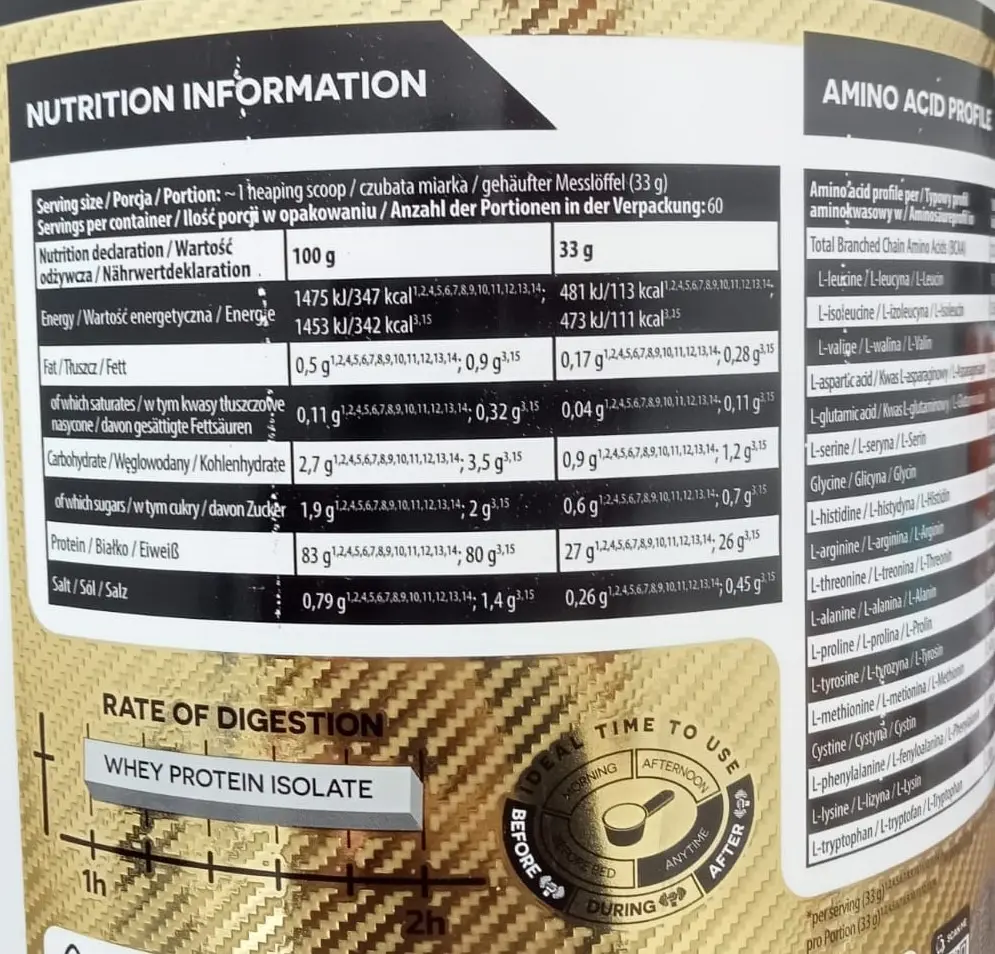 NUTRITION INFORMATION
Serving size / Porcja / Portion: ~ 1 heaping scoop / czubata miarka / gehäufter Messlöffel (33 g)
Servings per container / Ilość porcji w opakowaniu / Anzahl der Portionen in der Verpackung: 60
Nutrition declaration / Wartość
odżywcza / Nährwertdeklaration
100 g
33 g
Energy / Wartość energetyczna / Energie
1475 kJ/347 kcal1,2,4,5,6,7,8,9,10,11,12,13,14;
1453 kJ/342 kcal3,15
481 kJ/113 kcal1,2,4,5,6,7,8,9,10,11,12,13,14;
473 kJ/111 kcal3,15
Fat / Tłuszcz / Fett
0,5 g1,2,4,5,6,7,8,9,10,11,12,13,14; 0,9 g3,15
0,17 g1,2,4,5,6,7,8,9,10,11,12,13,14; 0,28 g3,15
of which saturates / w tym kwasy tłuszczowe
nasycone / davon gesättigte Fettsäuren
0,11 g1,2,4,5,6,7,8,9,10,11,12,13,14; 0,32 g3,15
0,04 g1,2,4,5,6,7,8,9,10,11,12,13,14; 0,11 g3,15
Carbohydrate / Węglowodany / Kohlenhydrate
2,7 g1,2,4,5,6,7,8,9,10,11,12,13,14; 3,5 g3,15
0,9 g1,2,4,5,6,7,8,9,10,11,12,13,14; 1,2 g3,15
of which sugars / w tym cukry / davon Zucker
1,9 g1,2,4,5,6,7,8,9,10,11,12,13,14; 2 g3,15
0,6 g1,2,4,5,6,7,8,9,10,11,12,13,14; 0,7 g3,15
Protein / Białko / Eiweiß
83 g1,2,4,5,6,7,8,9,10,11,12,13,14; 80 g3,15
27 g1,2,4,5,6,7,8,9,10,11,12,13,14; 26 g3,15
Salt / Sól / Salz
0,79 g1,2,4,5,6,7,8,9,10,11,12,13,14; 1,4 g3,15
0,26 g1,2,4,5,6,7,8,9,10,11,12,13,14; 0,45 g3,15
RATE OF DIGESTION
WHEY PROTEIN ISOLATE
1h
2h
IDEAL TIME TO USE
MORNING
AFTERNOON
BEFORE BED
ANYTIME
BEFORE
DURING
AFTER
AMINO ACID PROFILE
Amino acid profile per / Typowy profil
aminokwasowy w / Aminosäureprofil in
Total Branched Chain Amino Acids (BCAA)
L-leucine / L-leucyna / L-Leucin
L-isoleucine / L-izoleucyna / L-Isoleucin
L-valine / L-walina / L-Valin
L-aspartic acid / Kwas L-asparaginowy /
L-glutamic acid / Kwas L-glutaminowy /
L-serine / L-seryna / L-Serin
Glycine / Glicyna / Glycin
L-histidine / L-histydyna / L-Histidin
L-arginine / L-arginina / L-Arginin
L-threonine / L-treonina / L-Threonin
L-alanine / L-alanina / L-Alanin
L-proline / L-prolina / L-Prolin
L-tyrosine / L-tyrozyna / L-Tyrosin
L-methionine / L-metionina / L-Methionin
Cystine / Cystyna / Cystin
L-phenylalanine / L-fenyloalanina /
L-lysine / L-lizyna / L-Lysin
L-tryptophan / L-tryptofan / L-Tryptophan
*per serving (33 g)
pro Portion (33 g)
SCAN ME